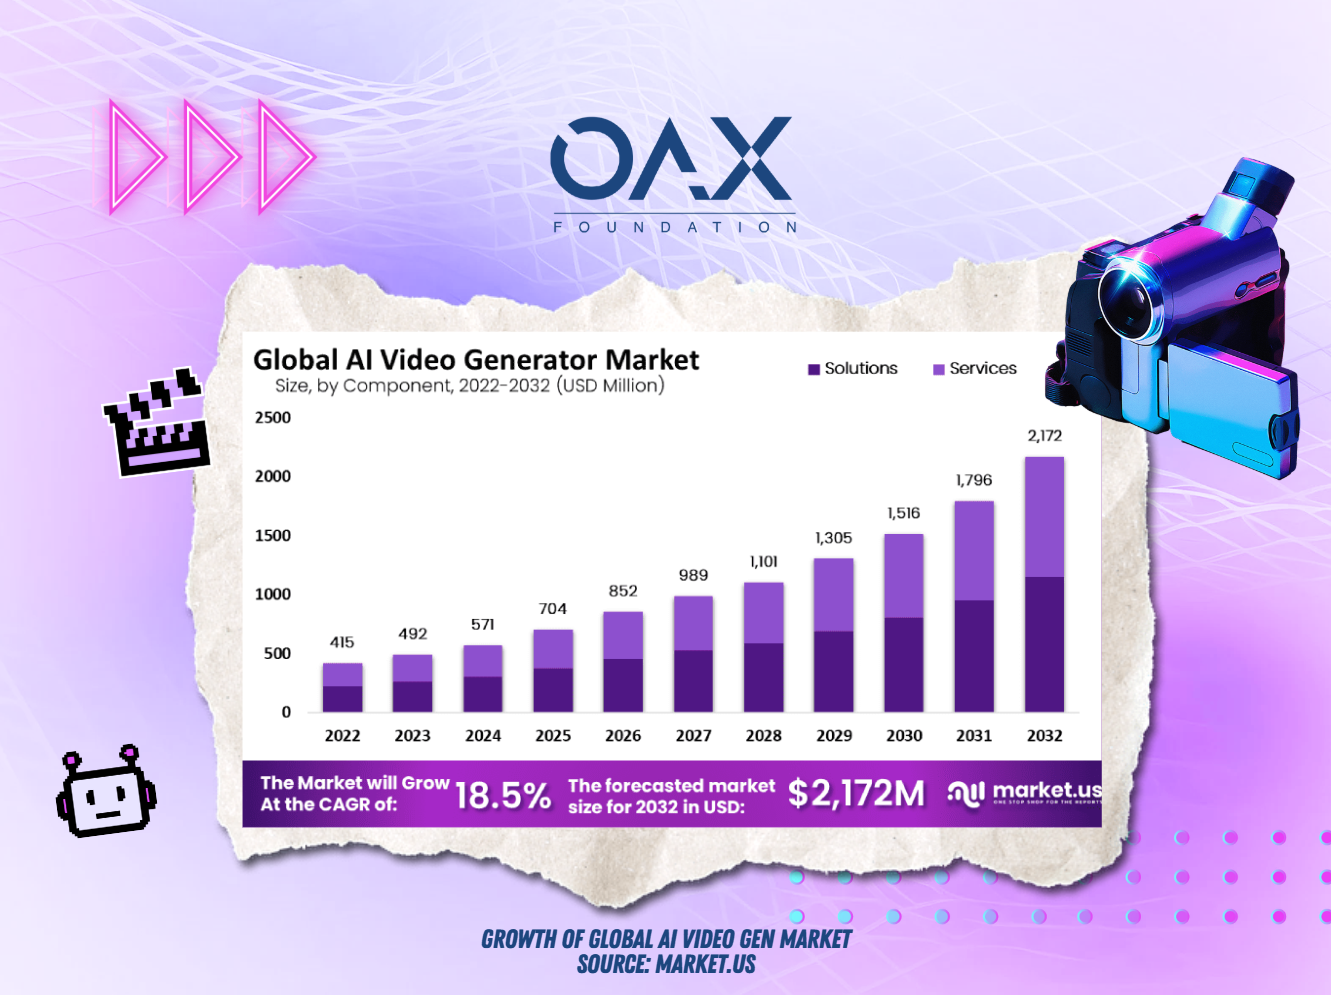 OAX
FOUNDATION
Global AI Video Generator Market
Size, by Component, 2022-2032 (USD Million)
Solutions
Services
2500
2000
1500
1000
500
0
415
492
571
704
852
989
1,101
1,305
1,516
1,796
2,172
2022
2023
2024
2025
2026
2027
2028
2029
2030
2031
2032
The Market will Grow
At the CAGR of:
18.5%
The forecasted market
size for 2032 in USD:
$2,172M
market.us
ONE STOP SHOP FOR THE REPORTS
GROWTH OF GLOBAL AI VIDEO GEN MARKET
SOURCE: MARKET.US